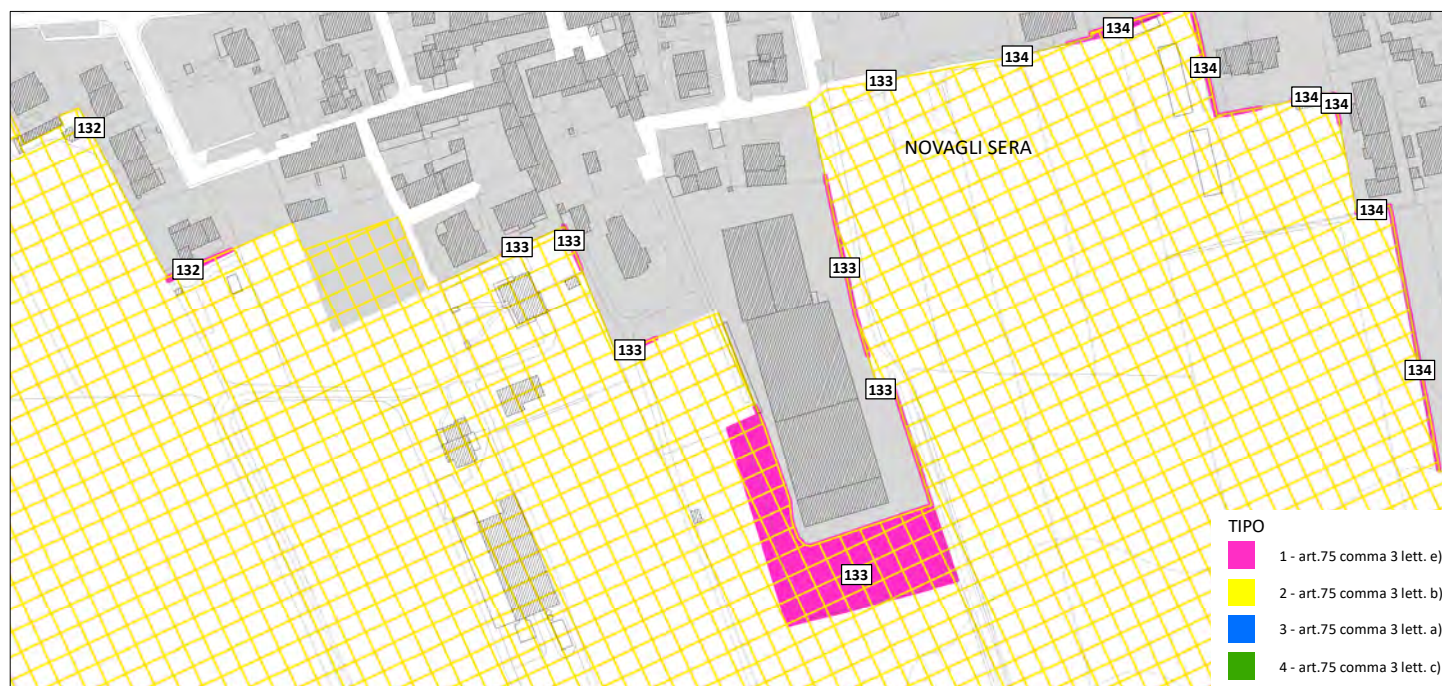 134
134
133
134
134
134
132
NOVAGLI SERA
134
133
133
132
133
133
134
133
TIPO
1 - art.75 comma 3 lett. e)
133
2 - art.75 comma 3 lett. b)
3 - art.75 comma 3 lett. a)
4 - art.75 comma 3 lett. c)